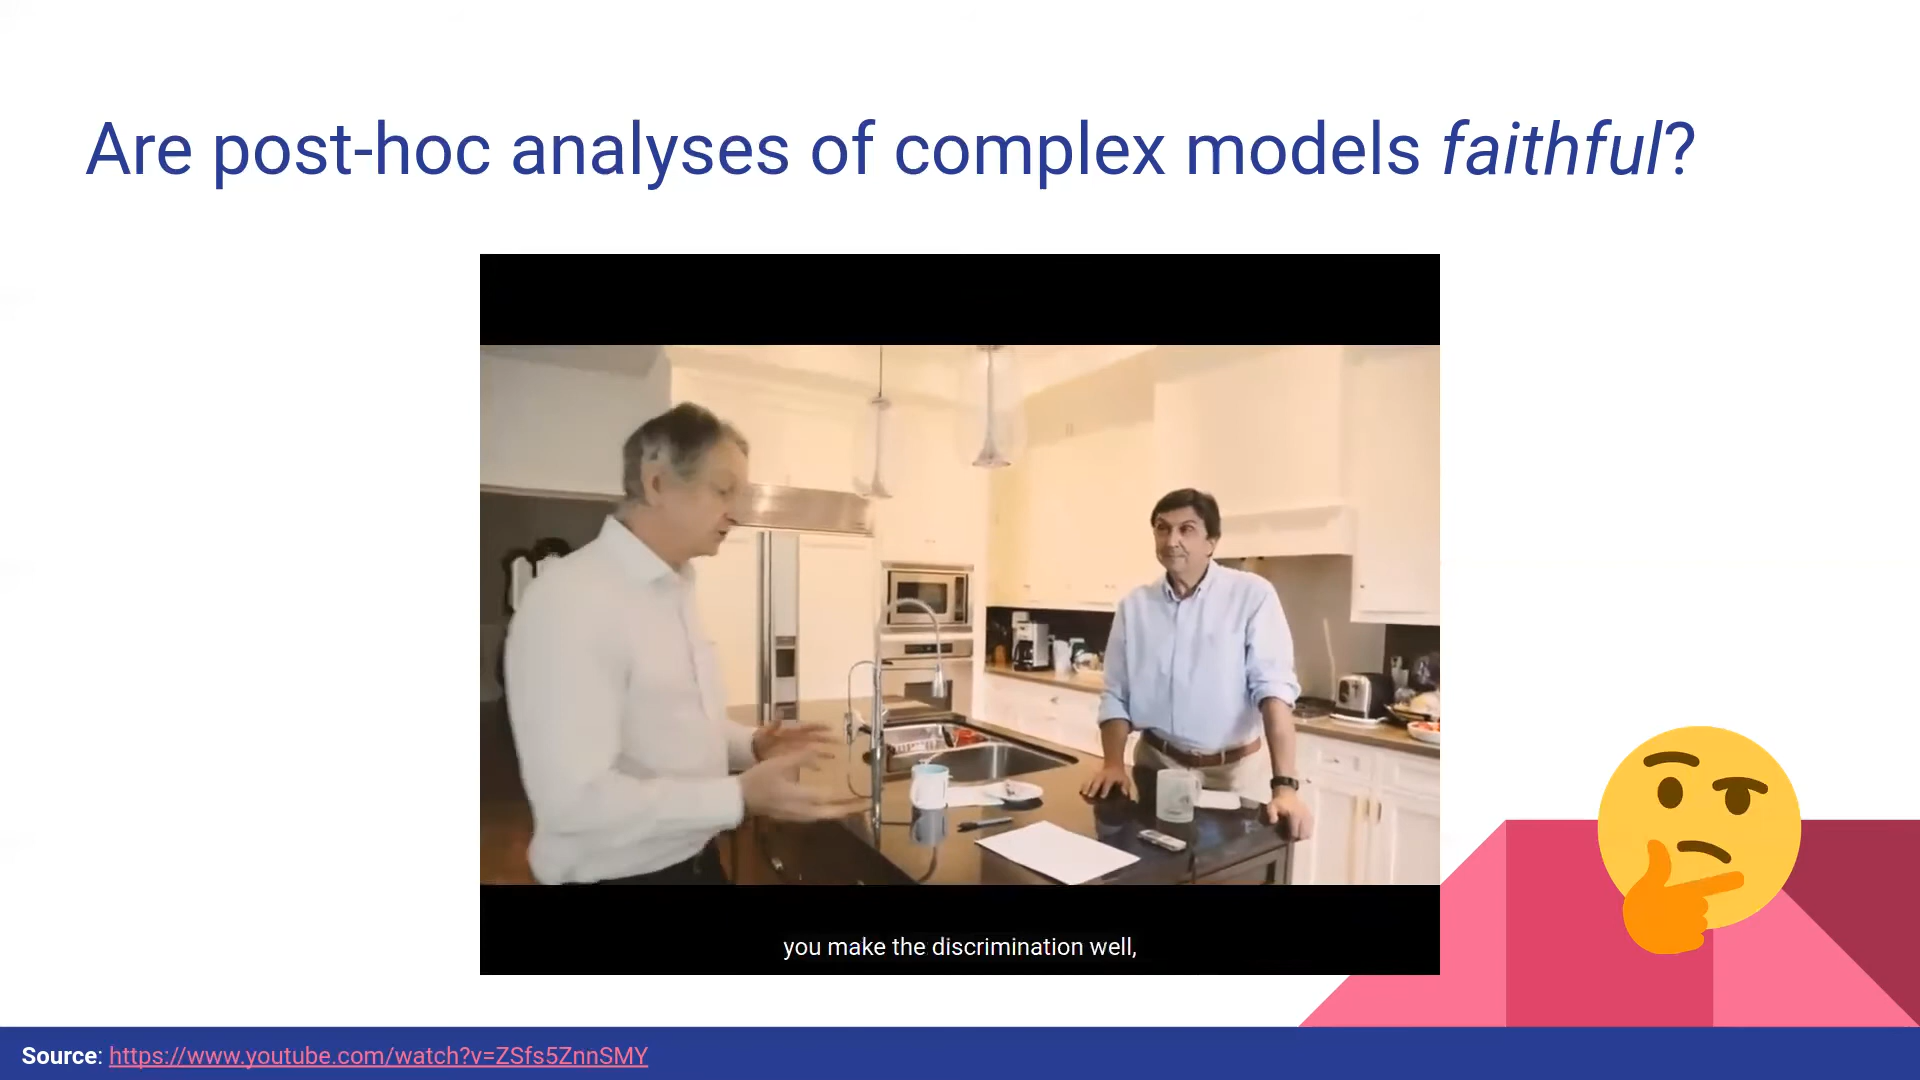 Are post-hoc analyses of complex models faithful?
you make the discrimination well,
Source: https://www.youtube.com/watch?v=ZSfs5ZnnSMY